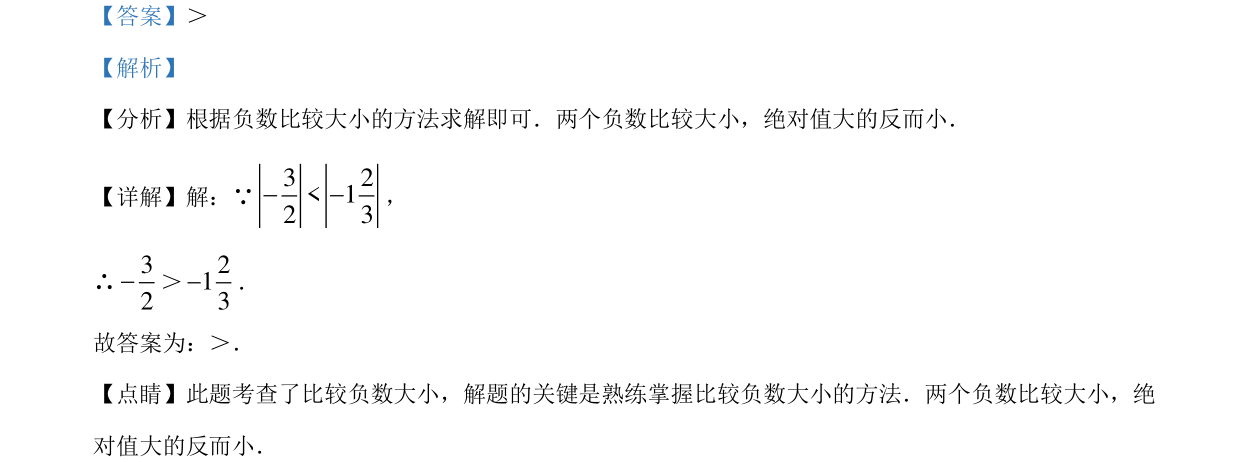 【答案】＞
【解析】
【分析】根据负数比较大小的方法求解即可．两个负数比较大小，绝对值大的反而小．
【详解】解：∵|−3/2|<|−1 2/3|，
∴−3/2＞−1 2/3．
故答案为：＞．
【点睛】此题考查了比较负数大小，解题的关键是熟练掌握比较负数大小的方法．两个负数比较大小，绝
对值大的反而小．